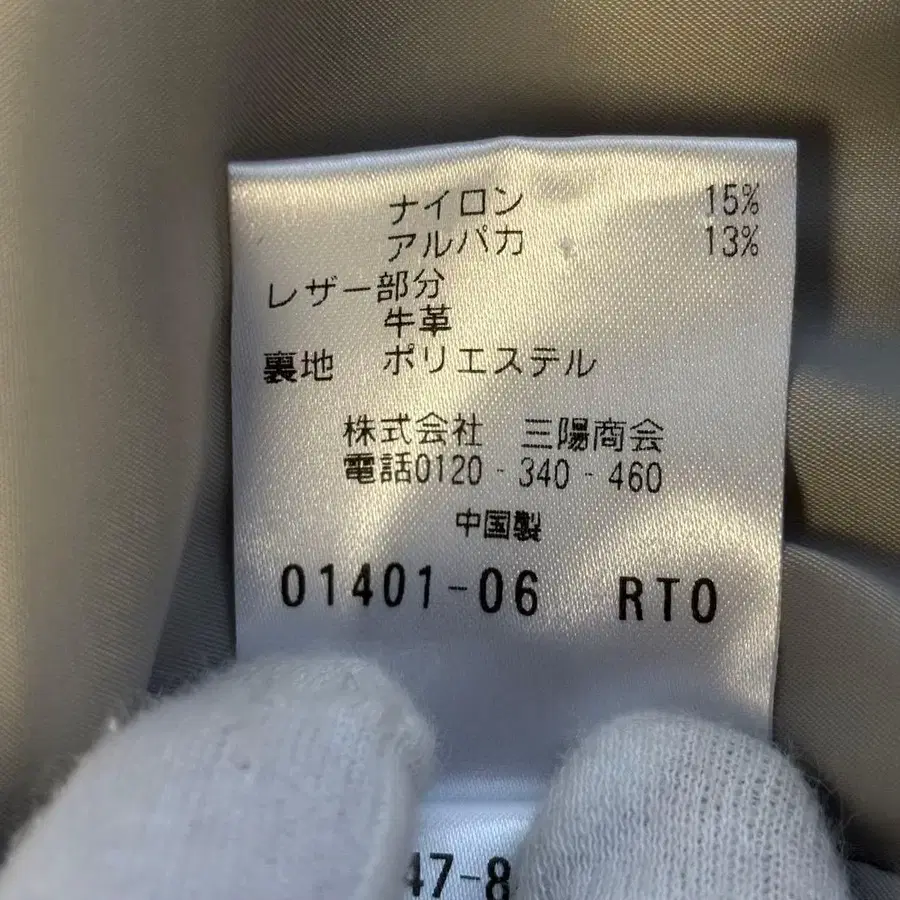 ナイロン 15%
アルパカ 13%
レザー部分
牛革
裏地 ポリエステル
株式会社 三陽商会
電話0120-340-460
中国製
01401-06 RTO
47-8